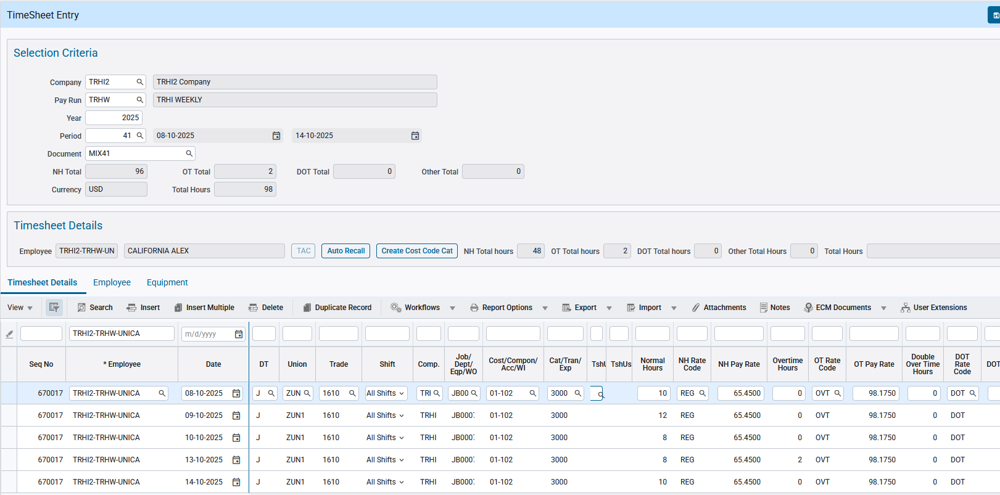 TimeSheet Entry
Selection Criteria
Company TRHI2 TRHI2 Company
Pay Run TRHW TRHI WEEKLY
Year 2025
Period 41 08-10-2025 14-10-2025
Document MIX41
NH Total 96 OT Total 2 DOT Total 0 Other Total 0
Currency USD Total Hours 98
Timesheet Details
Employee TRHI2-TRHW-UN CALIFORNIA ALEX TAC Auto Recall Create Cost Code Cat NH Total hours 48 OT Total hours 2 DOT Total hours 0 Other Total Hours 0 Total Hours
Timesheet Details Employee Equipment
View Search Insert Insert Multiple Delete Duplicate Record Workflows Report Options Export Import Attachments Notes ECM Documents User Extensions
TRHI2-TRHW-UNICA m/d/yyyy
Seq No * Employee Date DT Union Trade Shift Comp. Job/ Dept/ Eqp/WO Cost/Compon/ Acc/WI Cat/Tran/ Exp TshU TshUs Normal Hours NH Rate Code NH Pay Rate Overtime Hours OT Rate Code OT Pay Rate Double Over Time Hours DOT Rate Code DOT
670017 TRHI2-TRHW-UNICA 08-10-2025 J ZUN 1610 All Shifts TRI JB00 01-102 3000 10 REG 65.4500 0 OVT 98.1750 0 DOT
670017 TRHI2-TRHW-UNICA 09-10-2025 J ZUN1 1610 All Shifts TRHI JB000 01-102 3000 12 REG 65.4500 0 OVT 98.1750 0 DOT
670017 TRHI2-TRHW-UNICA 10-10-2025 J ZUN1 1610 All Shifts TRHI JB000 01-102 3000 8 REG 65.4500 0 OVT 98.1750 0 DOT
670017 TRHI2-TRHW-UNICA 13-10-2025 J ZUN1 1610 All Shifts TRHI JB000 01-102 3000 8 REG 65.4500 2 OVT 98.1750 0 DOT
670017 TRHI2-TRHW-UNICA 14-10-2025 J ZUN1 1610 All Shifts TRHI JB000 01-102 3000 10 REG 65.4500 0 OVT 98.1750 0 DOT